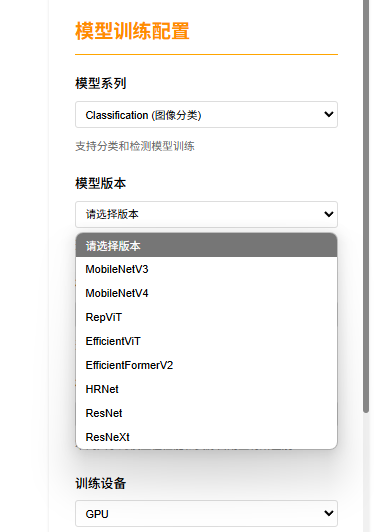 模型训练配置
模型系列
Classification (图像分类)
支持分类和检测模型训练
模型版本
请选择版本
请选择版本
MobileNetV3
MobileNetV4
RepViT
EfficientViT
EfficientFormerV2
HRNet
ResNet
ResNeXt
训练设备
GPU